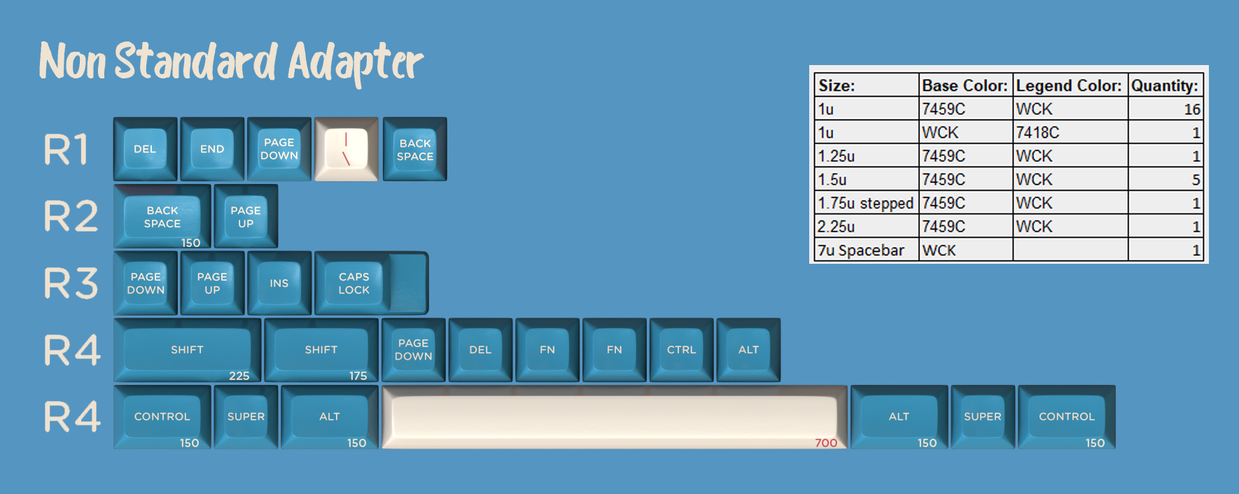 Non Standard Adapter
Size: Base Color: Legend Color: Quantity:
1u 7459C WCK 16
1u WCK 7418C 1
1.25u 7459C WCK 1
1.5u 7459C WCK 5
1.75u stepped 7459C WCK 1
2.25u 7459C WCK 1
7u Spacebar WCK 1
R1 DEL END PAGE DOWN | \ BACK SPACE
R2 BACK SPACE 150 PAGE UP
R3 PAGE DOWN PAGE UP INS CAPS LOCK
R4 SHIFT 225 SHIFT 175 PAGE DOWN DEL FN FN CTRL ALT
R4 CONTROL 150 SUPER ALT 150 700 ALT 150 SUPER CONTROL 150